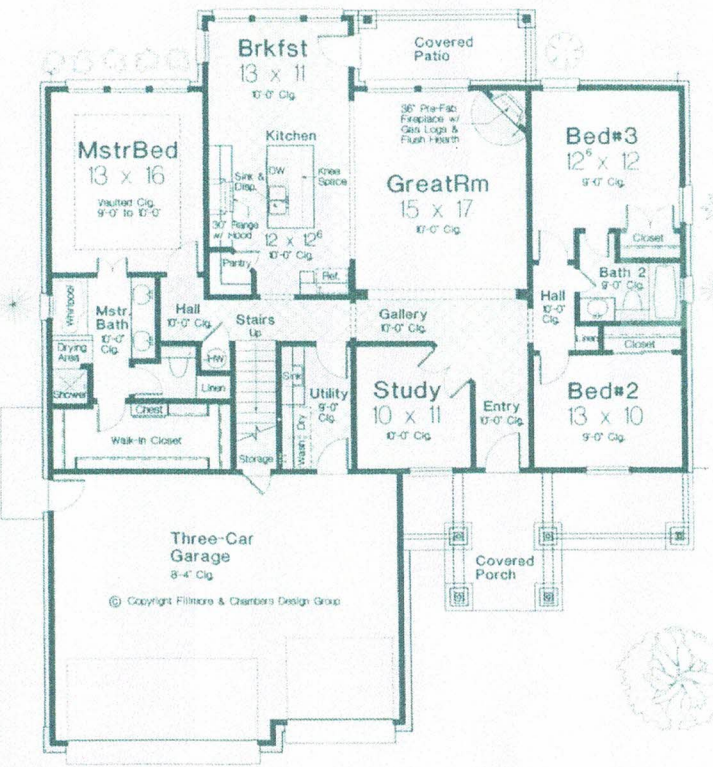 Covered
Patio
Brkfst
13 x 11
10'-0" Clg.
36" Pre-Fab
Fireplace w/
Gas Logs &
Flush Hearth
MstrBed
13 x 16
Vaulted Clg.
9'-0" to 10'-0"
Kitchen
Sink &
Disp.
DW
Knee
Space
30" Range
w/ Hood
12 x 12⁶
10'-0" Clg.
Pantry
Ref.
GreatRm
15 x 17
10'-0" Clg.
Bed#3
12⁶ x 12
9'-0" Clg.
Closet
Bath 2
9'-0" Clg.
Hall
10'-0"
Clg.
Linen
Closet
Whirlpool
Mstr.
Bath
10'-0"
Clg.
Drying
Area
Shower
Hall
10'-0" Clg.
HW
Linen
Chest
Walk-In Closet
Stairs
Up
Storage
Gallery
10'-0" Clg.
Sink
Utility
9'-0"
Clg.
Wash
Dry
Study
10 x 11
10'-0" Clg.
Entry
10'-0" Clg.
Bed#2
13 x 10
9'-0" Clg.
Three-Car
Garage
8'-4" Clg.
© Copyright Fillmore & Chambers Design Group
Covered
Porch